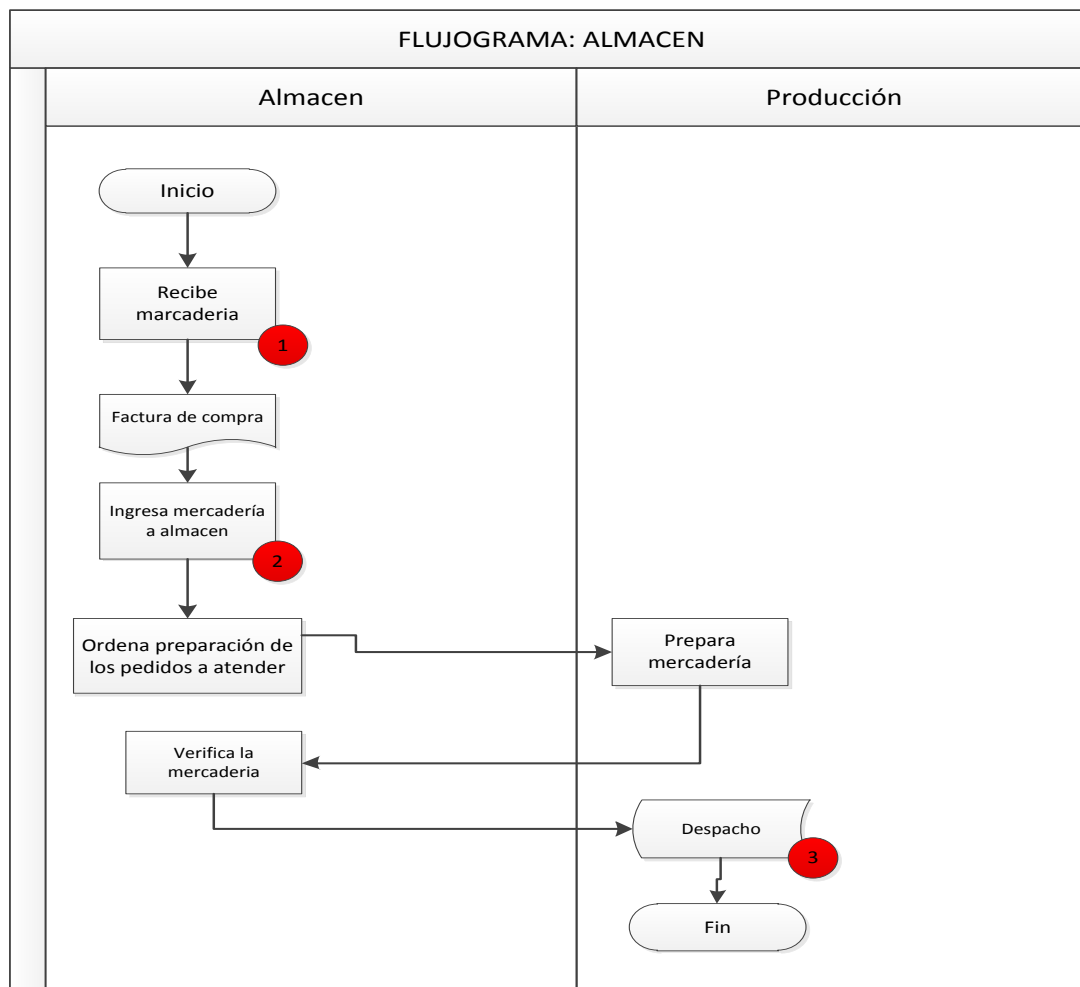 FLUJOGRAMA: ALMACEN
Almacen
Producción
Inicio
Recibe
marcaderia
1
Factura de compra
Ingresa mercadería
a almacen
2
Ordena preparación de
los pedidos a atender
Prepara
mercadería
Verifica la
mercaderia
Despacho
3
Fin